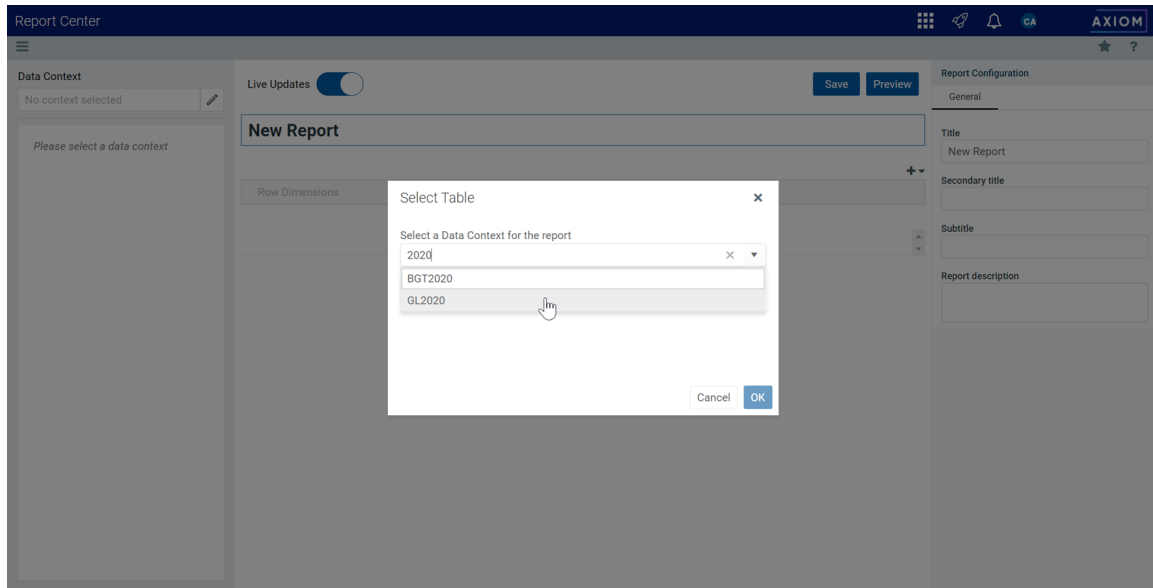 Report Center
CA
AXIOM
?
Data Context
No context selected
Please select a data context
Live Updates
Save
Preview
New Report
Row Dimensions
Select Table
Select a Data Context for the report
2020
BGT2020
GL2020
Cancel
OK
Report Configuration
General
Title
New Report
Secondary title
Subtitle
Report description